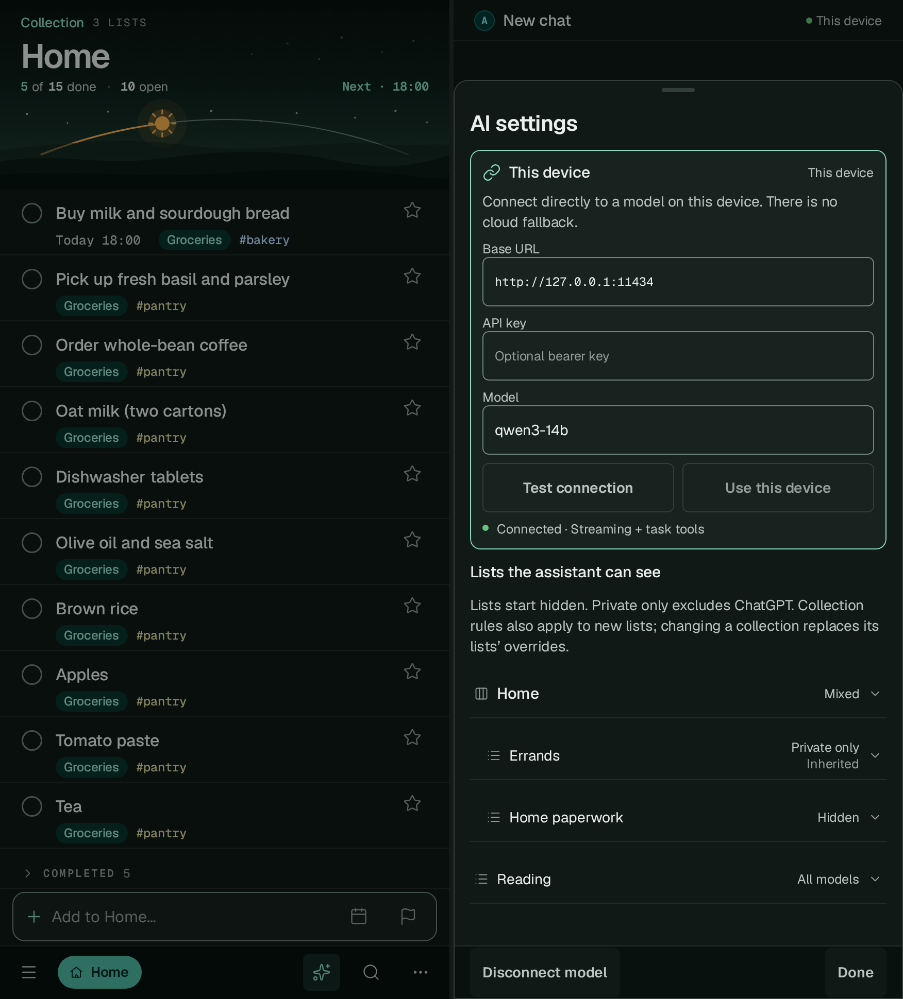 Collection 3 LISTS
Home
5 of 15 done · 10 open
Next · 18:00
Buy milk and sourdough bread
Today 18:00 Groceries #bakery
Pick up fresh basil and parsley
Groceries #pantry
Order whole-bean coffee
Groceries #pantry
Oat milk (two cartons)
Groceries #pantry
Dishwasher tablets
Groceries #pantry
Olive oil and sea salt
Groceries #pantry
Brown rice
Groceries #pantry
Apples
Groceries #pantry
Tomato paste
Groceries #pantry
Tea
Groceries #pantry
COMPLETED 5
Add to Home...
Home
A New chat
This device
AI settings
This device
This device
Connect directly to a model on this device. There is no
cloud fallback.
Base URL
http://127.0.0.1:11434
API key
Optional bearer key
Model
qwen3-14b
Test connection
Use this device
Connected · Streaming + task tools
Lists the assistant can see
Lists start hidden. Private only excludes ChatGPT. Collection
rules also apply to new lists; changing a collection replaces its
lists’ overrides.
Home
Mixed
Errands
Private only
Inherited
Home paperwork
Hidden
Reading
All models
Disconnect model
Done